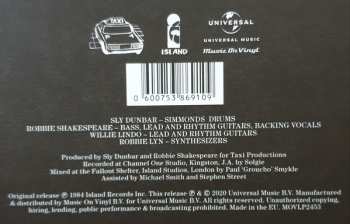 TAXI
ISLAND
UNIVERSAL
UNIVERSAL MUSIC
Music On Vinyl
0 600753 869109
SLY DUNBAR – SIMMONDS DRUMS
ROBBIE SHAKESPEARE – BASS, LEAD AND RHYTHM GUITARS, BACKING VOCALS
WILLIE LINDO – LEAD AND RHYTHM GUITARS
ROBBIE LYN – SYNTHESIZERS
Produced by Sly Dunbar and Robbie Shakespeare for Taxi Productions
Recorded at Channel One Studio, Kingston, J.A. by Solgie
Mixed at the Fallout Shelter, Island Studios, London by Paul 'Groucho' Smykle
Assisted by Michael Smith and Stephen Street
Original release ℗ 1984 Island Records Inc. This release ℗ & © 2020 Universal Music B.V. Manufactured
& distributed by Music On Vinyl B.V. for Universal Music B.V. All rights reserved. Unauthorized copying,
hiring, lending, public performance & broadcasting prohibited. Made in the EU. MOVLP2453